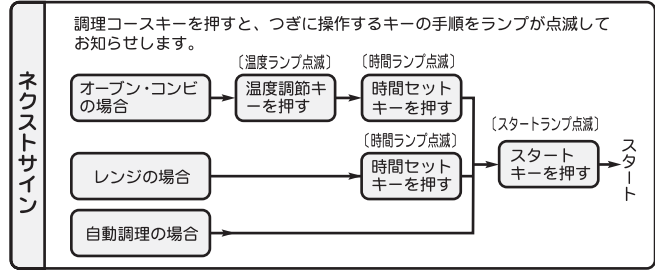 ネクストサイン
調理コースキーを押すと、つぎに操作するキーの手順をランプが点滅して
お知らせします。
〔温度ランプ点滅〕
〔時間ランプ点滅〕
オーブン・コンビ
の場合
温度調節キ
ーを押す
時間セット
キーを押す
〔時間ランプ点滅〕
レンジの場合
時間セット
キーを押す
自動調理の場合
〔スタートランプ点滅〕
スタート
キーを押す
スタート